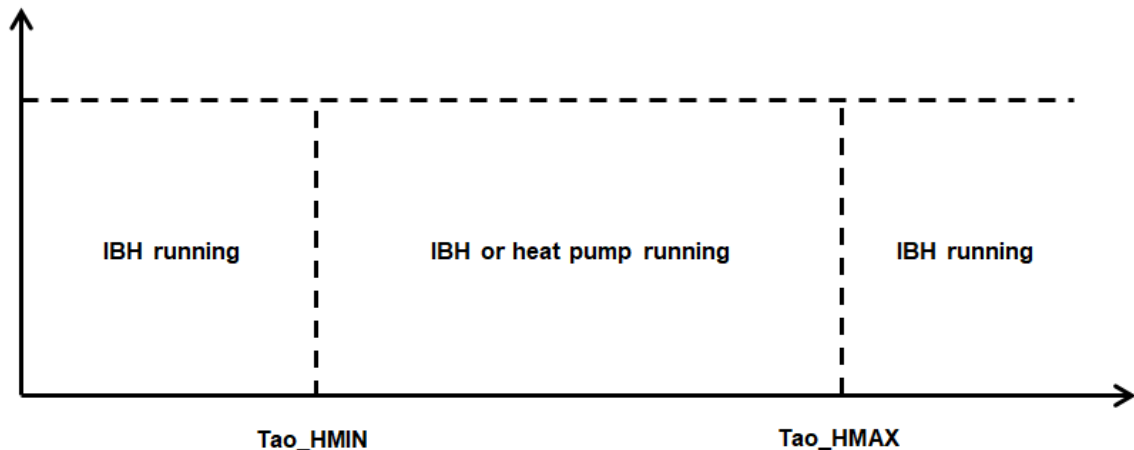 IBH running
IBH or heat pump running
IBH running
Tao_HMIN
Tao_HMAX